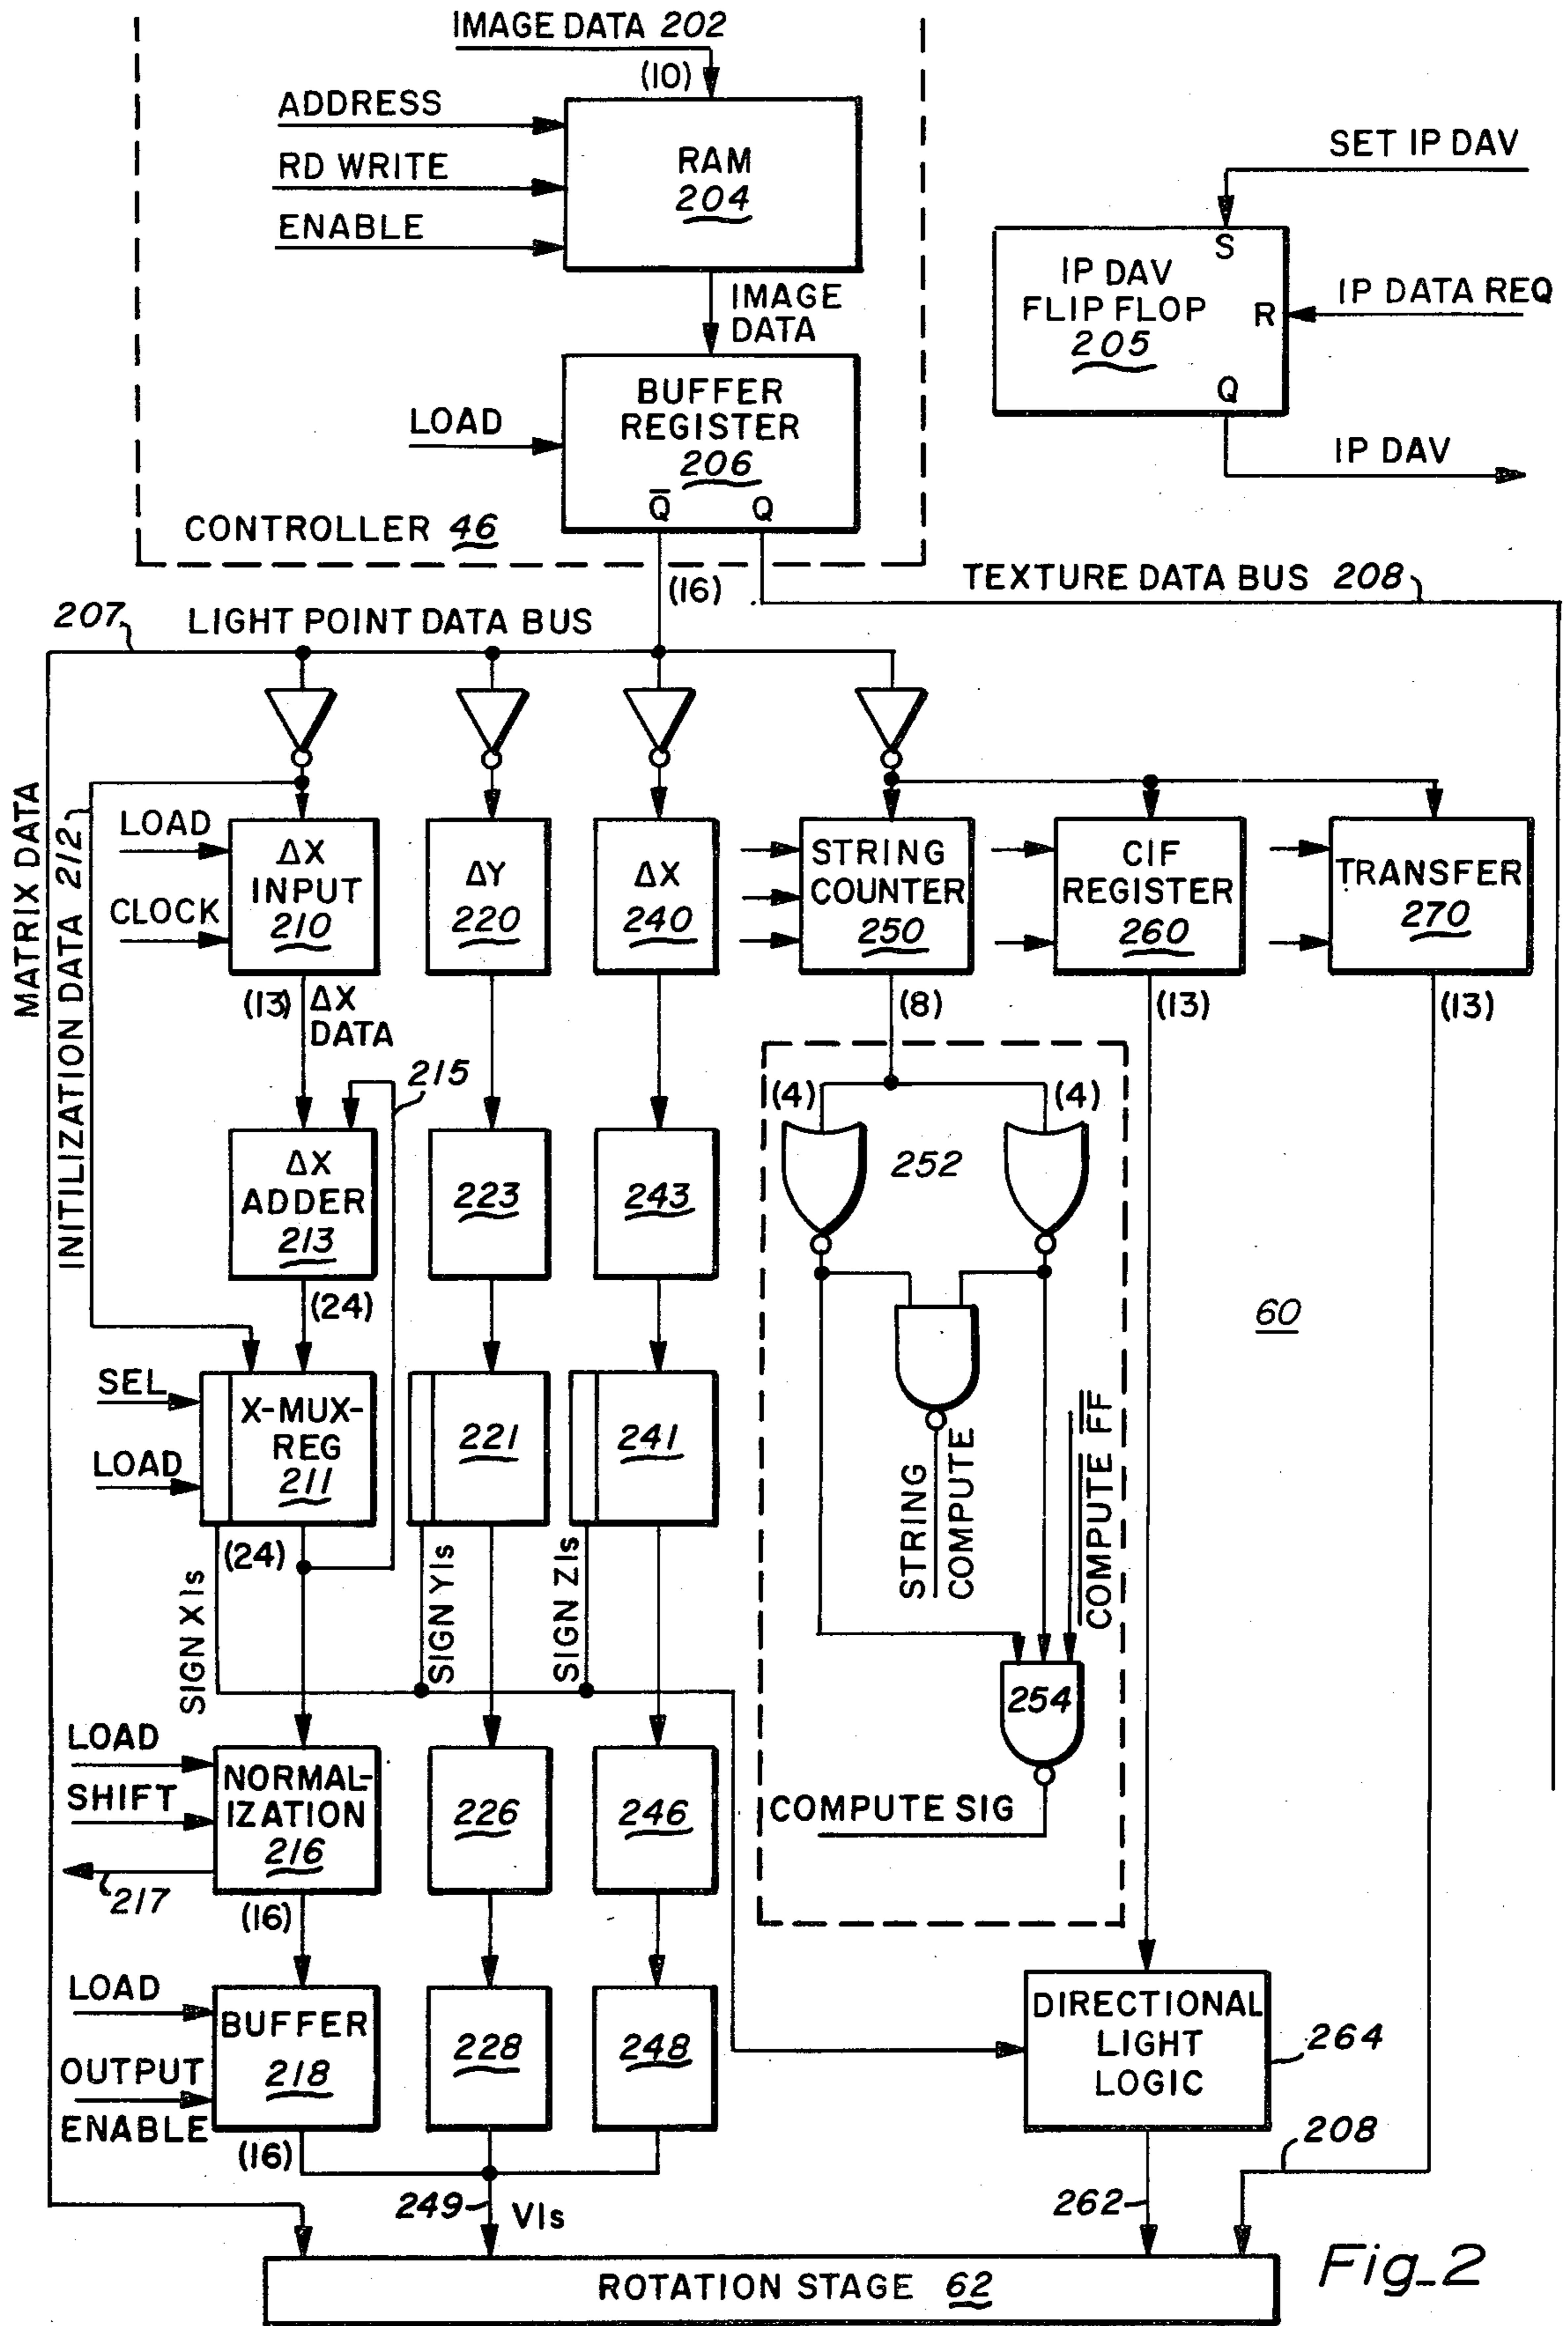 IMAGE DATA 202
(10)
ADDRESS
RD WRITE
ENABLE
RAM
204
IMAGE
DATA
LOAD
BUFFER
REGISTER
206
Q̅ Q
CONTROLLER 46
SET IP DAV
S
IP DAV
FLIP FLOP
205
R
IP DATA REQ
Q
IP DAV
(16)
TEXTURE DATA BUS 208
207
LIGHT POINT DATA BUS
MATRIX DATA
INITILIZATION DATA 212
LOAD
CLOCK
ΔX
INPUT
210
ΔY
220
ΔX
240
STRING
COUNTER
250
CIF
REGISTER
260
TRANSFER
270
(13)
ΔX
DATA
(8)
(13)
(13)
215
(4)
(4)
252
ΔX
ADDER
213
223
243
(24)
60
SEL
LOAD
X-MUX-
REG
211
221
241
STRING
COMPUTE
COMPUTE FF
(24)
SIGN XIs
SIGN YIs
SIGN ZIs
254
LOAD
SHIFT
217
NORMAL-
IZATION
216
226
246
COMPUTE SIG
(16)
LOAD
OUTPUT
ENABLE
BUFFER
218
228
248
DIRECTIONAL
LIGHT
LOGIC
264
(16)
208
249
VIs
262
ROTATION STAGE 62
Fig_2